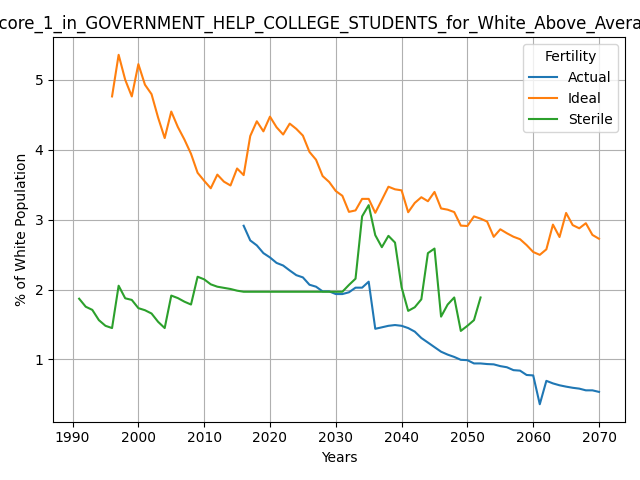 core_1_in_GOVERNMENT_HELP_COLLEGE_STUDENTS_for_White_Above_Avera
Fertility
Actual
Ideal
Sterile
% of White Population
5
4
3
2
1
1990 2000 2010 2020 2030 2040 2050 2060 2070
Years